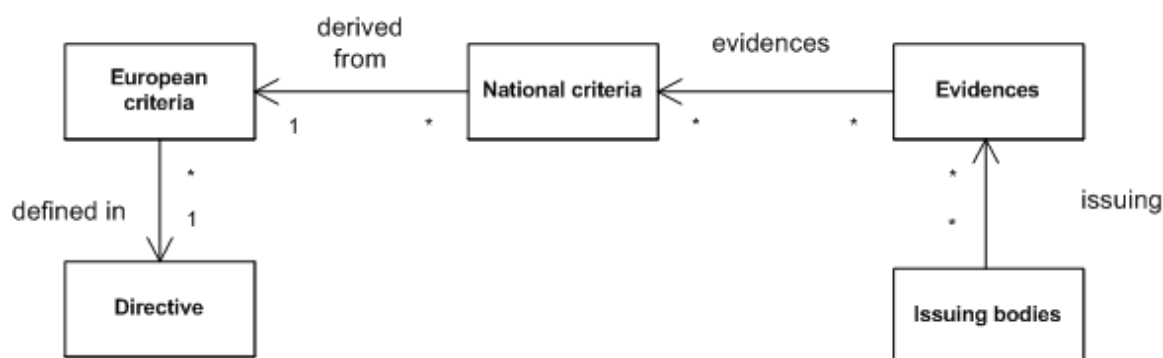 derived
from
evidences
European
criteria
National criteria
Evidences
1
*
*
*
*
*
defined in
1
*
issuing
Directive
Issuing bodies